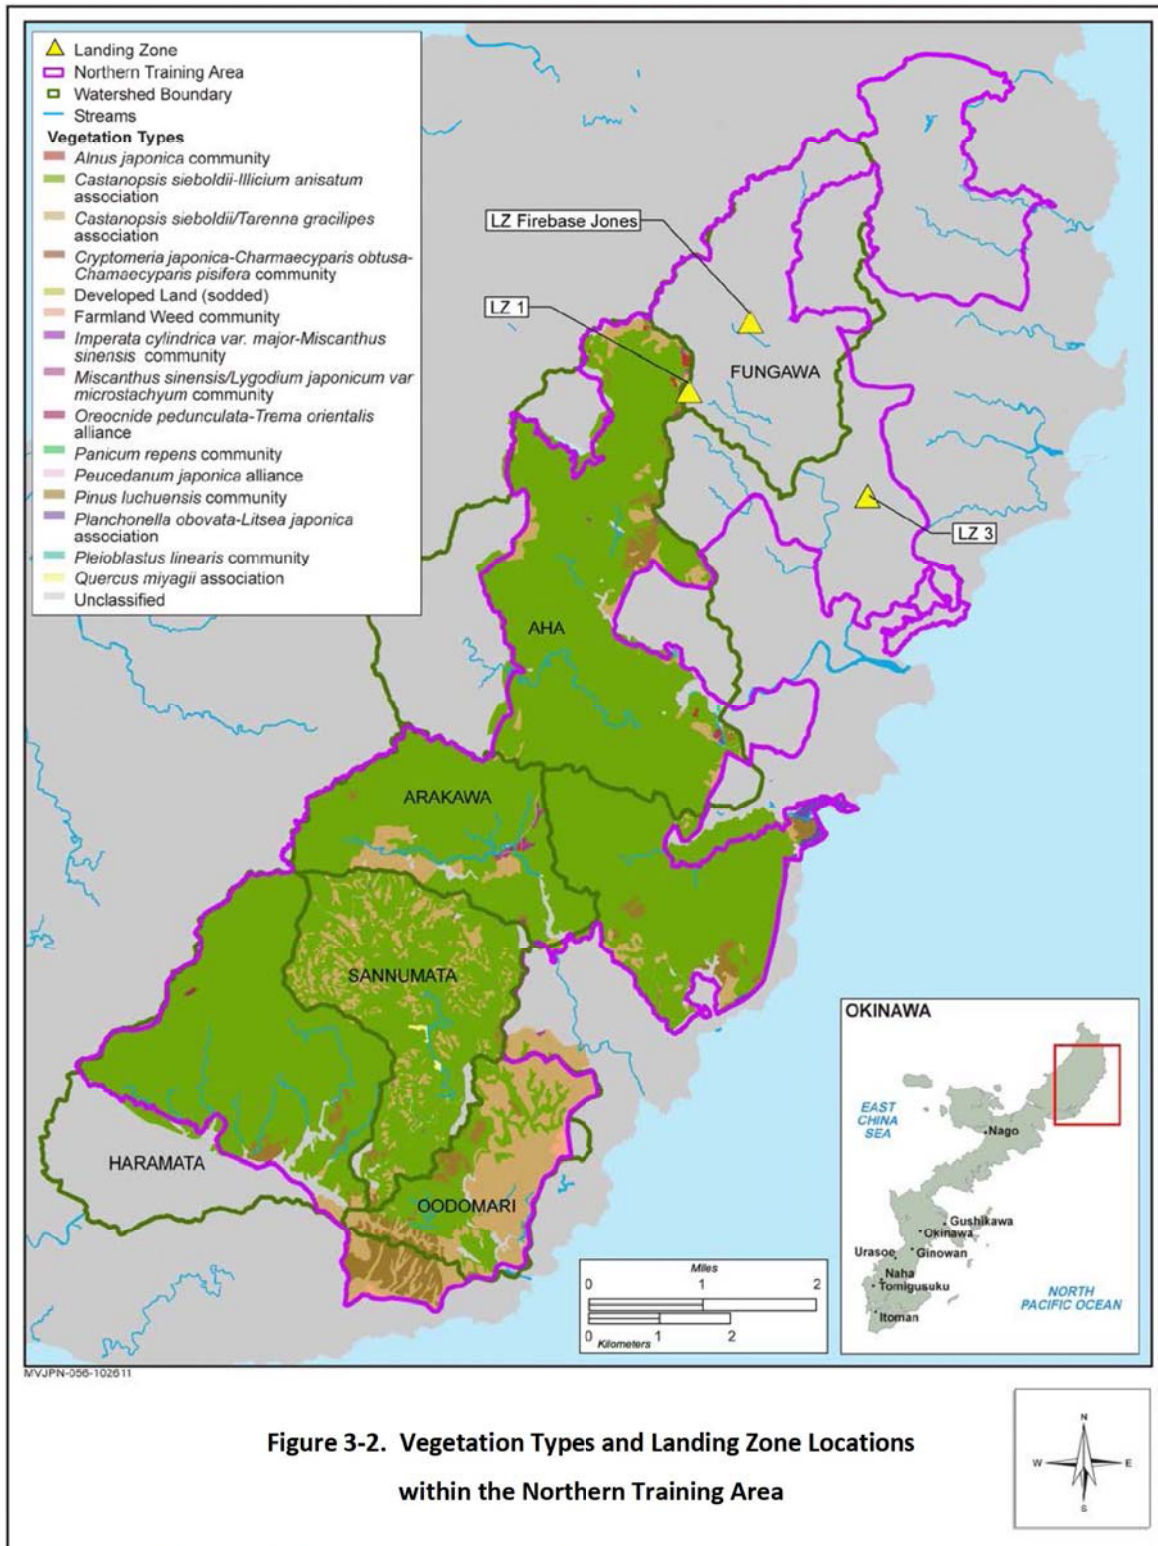 Landing Zone
Northern Training Area
Watershed Boundary
Streams
Vegetation Types
Alnus japonica community
Castanopsis sieboldii-Illicium anisatum
association
Castanopsis sieboldii/Tarenna gracilipes
association
Cryptomeria japonica-Charmaecyparis obtusa-
Chamaecyparis pisifera community
Developed Land (sodded)
Farmland Weed community
Imperata cylindrica var. major-Miscanthus
sinensis community
Miscanthus sinensis/Lygodium japonicum var
microstachyum community
Oreocnide pedunculata-Trema orientalis
alliance
Panicum repens community
Peucedanum japonica alliance
Pinus luchuensis community
Planchonella obovata-Litsea japonica
association
Pleioblastus linearis community
Quercus miyagii association
Unclassified
LZ Firebase Jones
LZ 1
FUNGAWA
LZ 3
AHA
ARAKAWA
SANNUMATA
HARAMATA
OODOMARI
OKINAWA
EAST
CHINA
SEA
Nago
Gushikawa
Okinawa
Urasoe
Ginowan
Naha
Tomigusuku
Itoman
NORTH
PACIFIC OCEAN
Miles
0 1 2
0 1 2
Kilometers
MVJPN-056-102611
Figure 3-2. Vegetation Types and Landing Zone Locations
within the Northern Training Area
N
W E
S